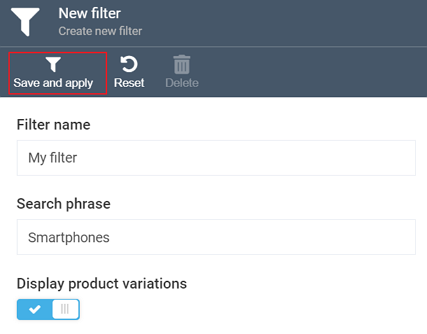 New filter
Create new filter
Save and apply Reset Delete
Filter name
My filter
Search phrase
Smartphones
Display product variations